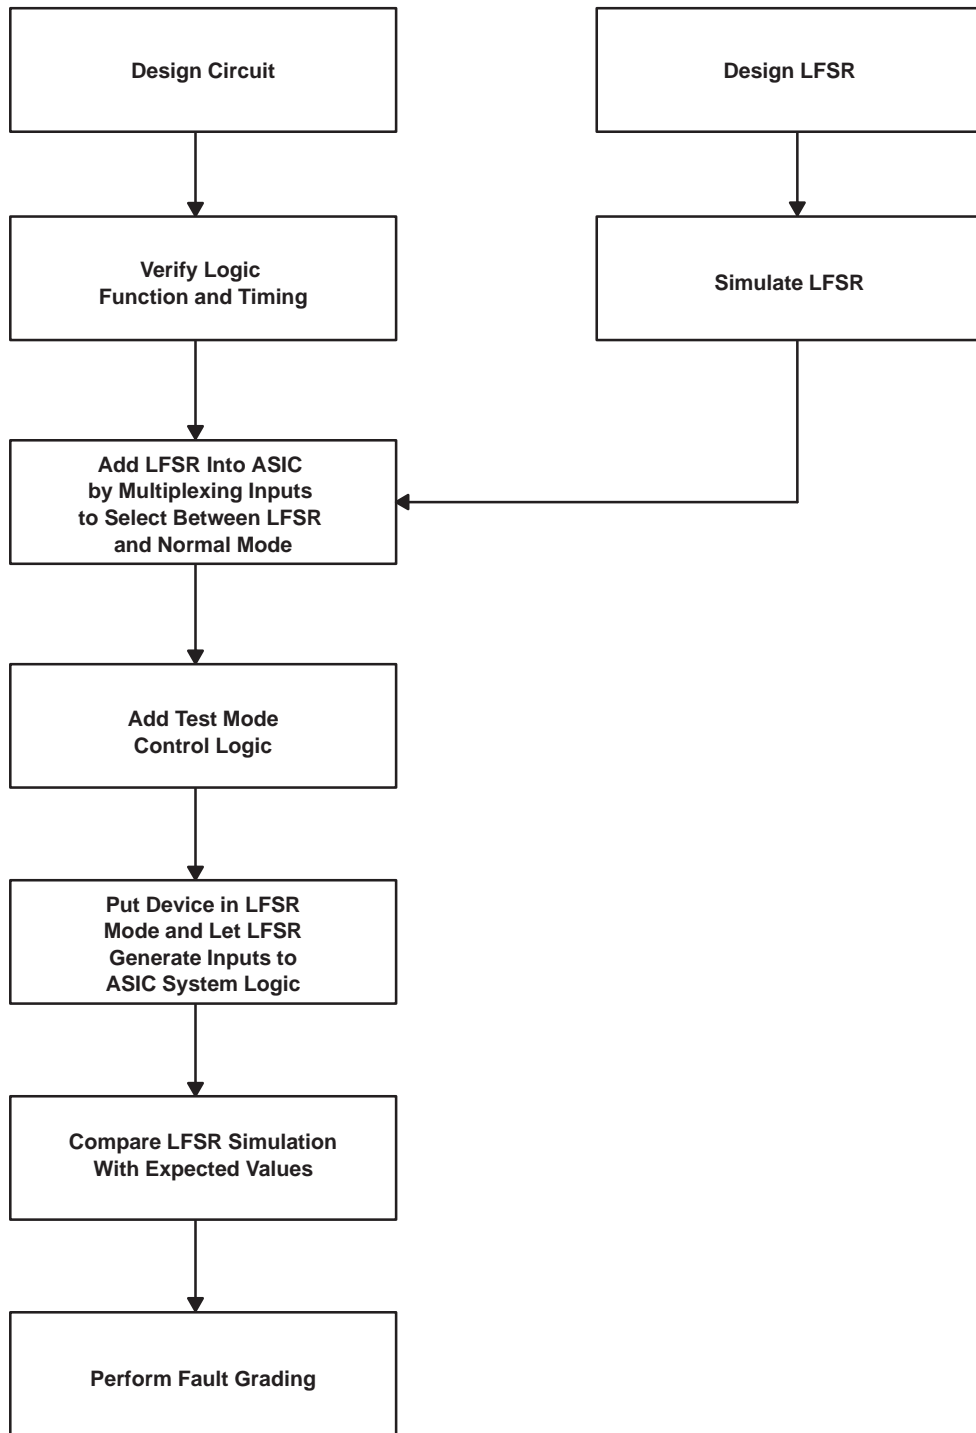 Design Circuit
Design LFSR
Verify Logic
Function and Timing
Simulate LFSR
Add LFSR Into ASIC
by Multiplexing Inputs
to Select Between LFSR
and Normal Mode
Add Test Mode
Control Logic
Put Device in LFSR
Mode and Let LFSR
Generate Inputs to
ASIC System Logic
Compare LFSR Simulation
With Expected Values
Perform Fault Grading